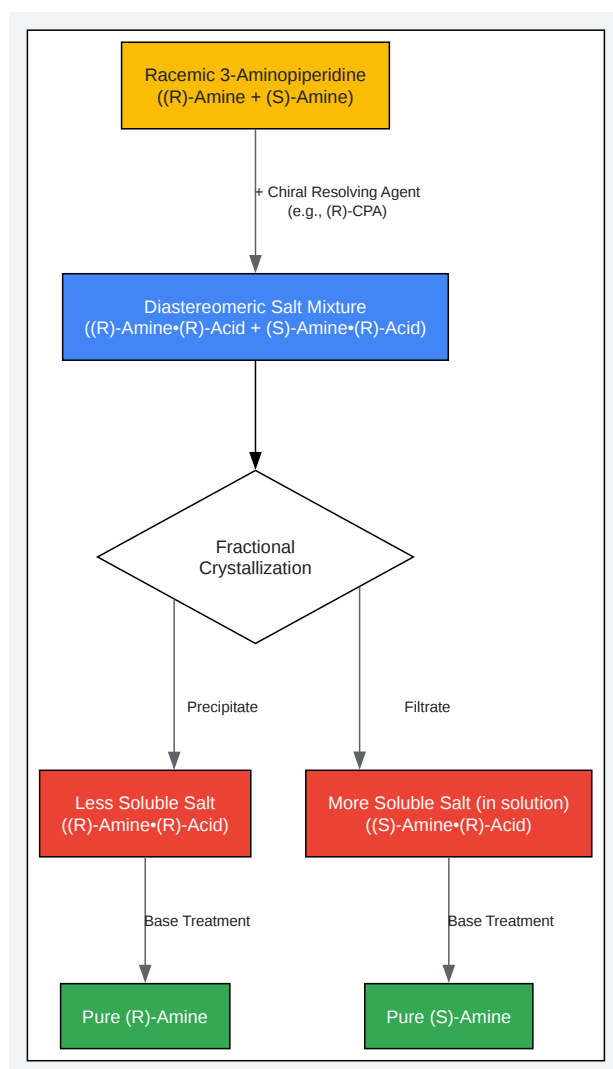 Racemic 3-Aminopiperidine
((R)-Amine + (S)-Amine)
+ Chiral Resolving Agent
(e.g., (R)-CPA)
Diastereomeric Salt Mixture
((R)-Amine•(R)-Acid + (S)-Amine•(R)-Acid)
Fractional
Crystallization
Precipitate
Filtrate
Less Soluble Salt
((R)-Amine•(R)-Acid)
More Soluble Salt (in solution)
((S)-Amine•(R)-Acid)
Base Treatment
Base Treatment
Pure (R)-Amine
Pure (S)-Amine